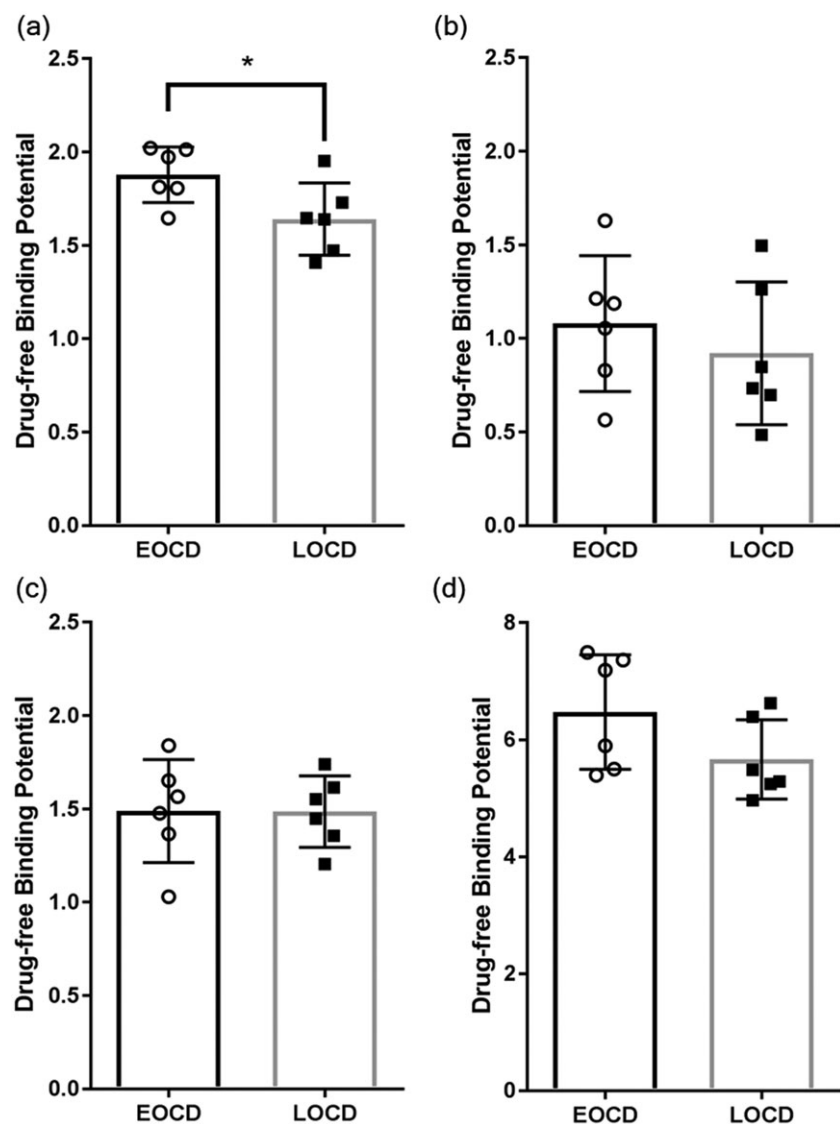 (a)
*
Drug-free Binding Potential
2.5
2.0
1.5
1.0
0.5
0.0
EOCD
LOCD
(b)
Drug-free Binding Potential
2.5
2.0
1.5
1.0
0.5
0.0
EOCD
LOCD
(c)
Drug-free Binding Potential
2.5
2.0
1.5
1.0
0.5
0.0
EOCD
LOCD
(d)
Drug-free Binding Potential
8
6
4
2
0
EOCD
LOCD